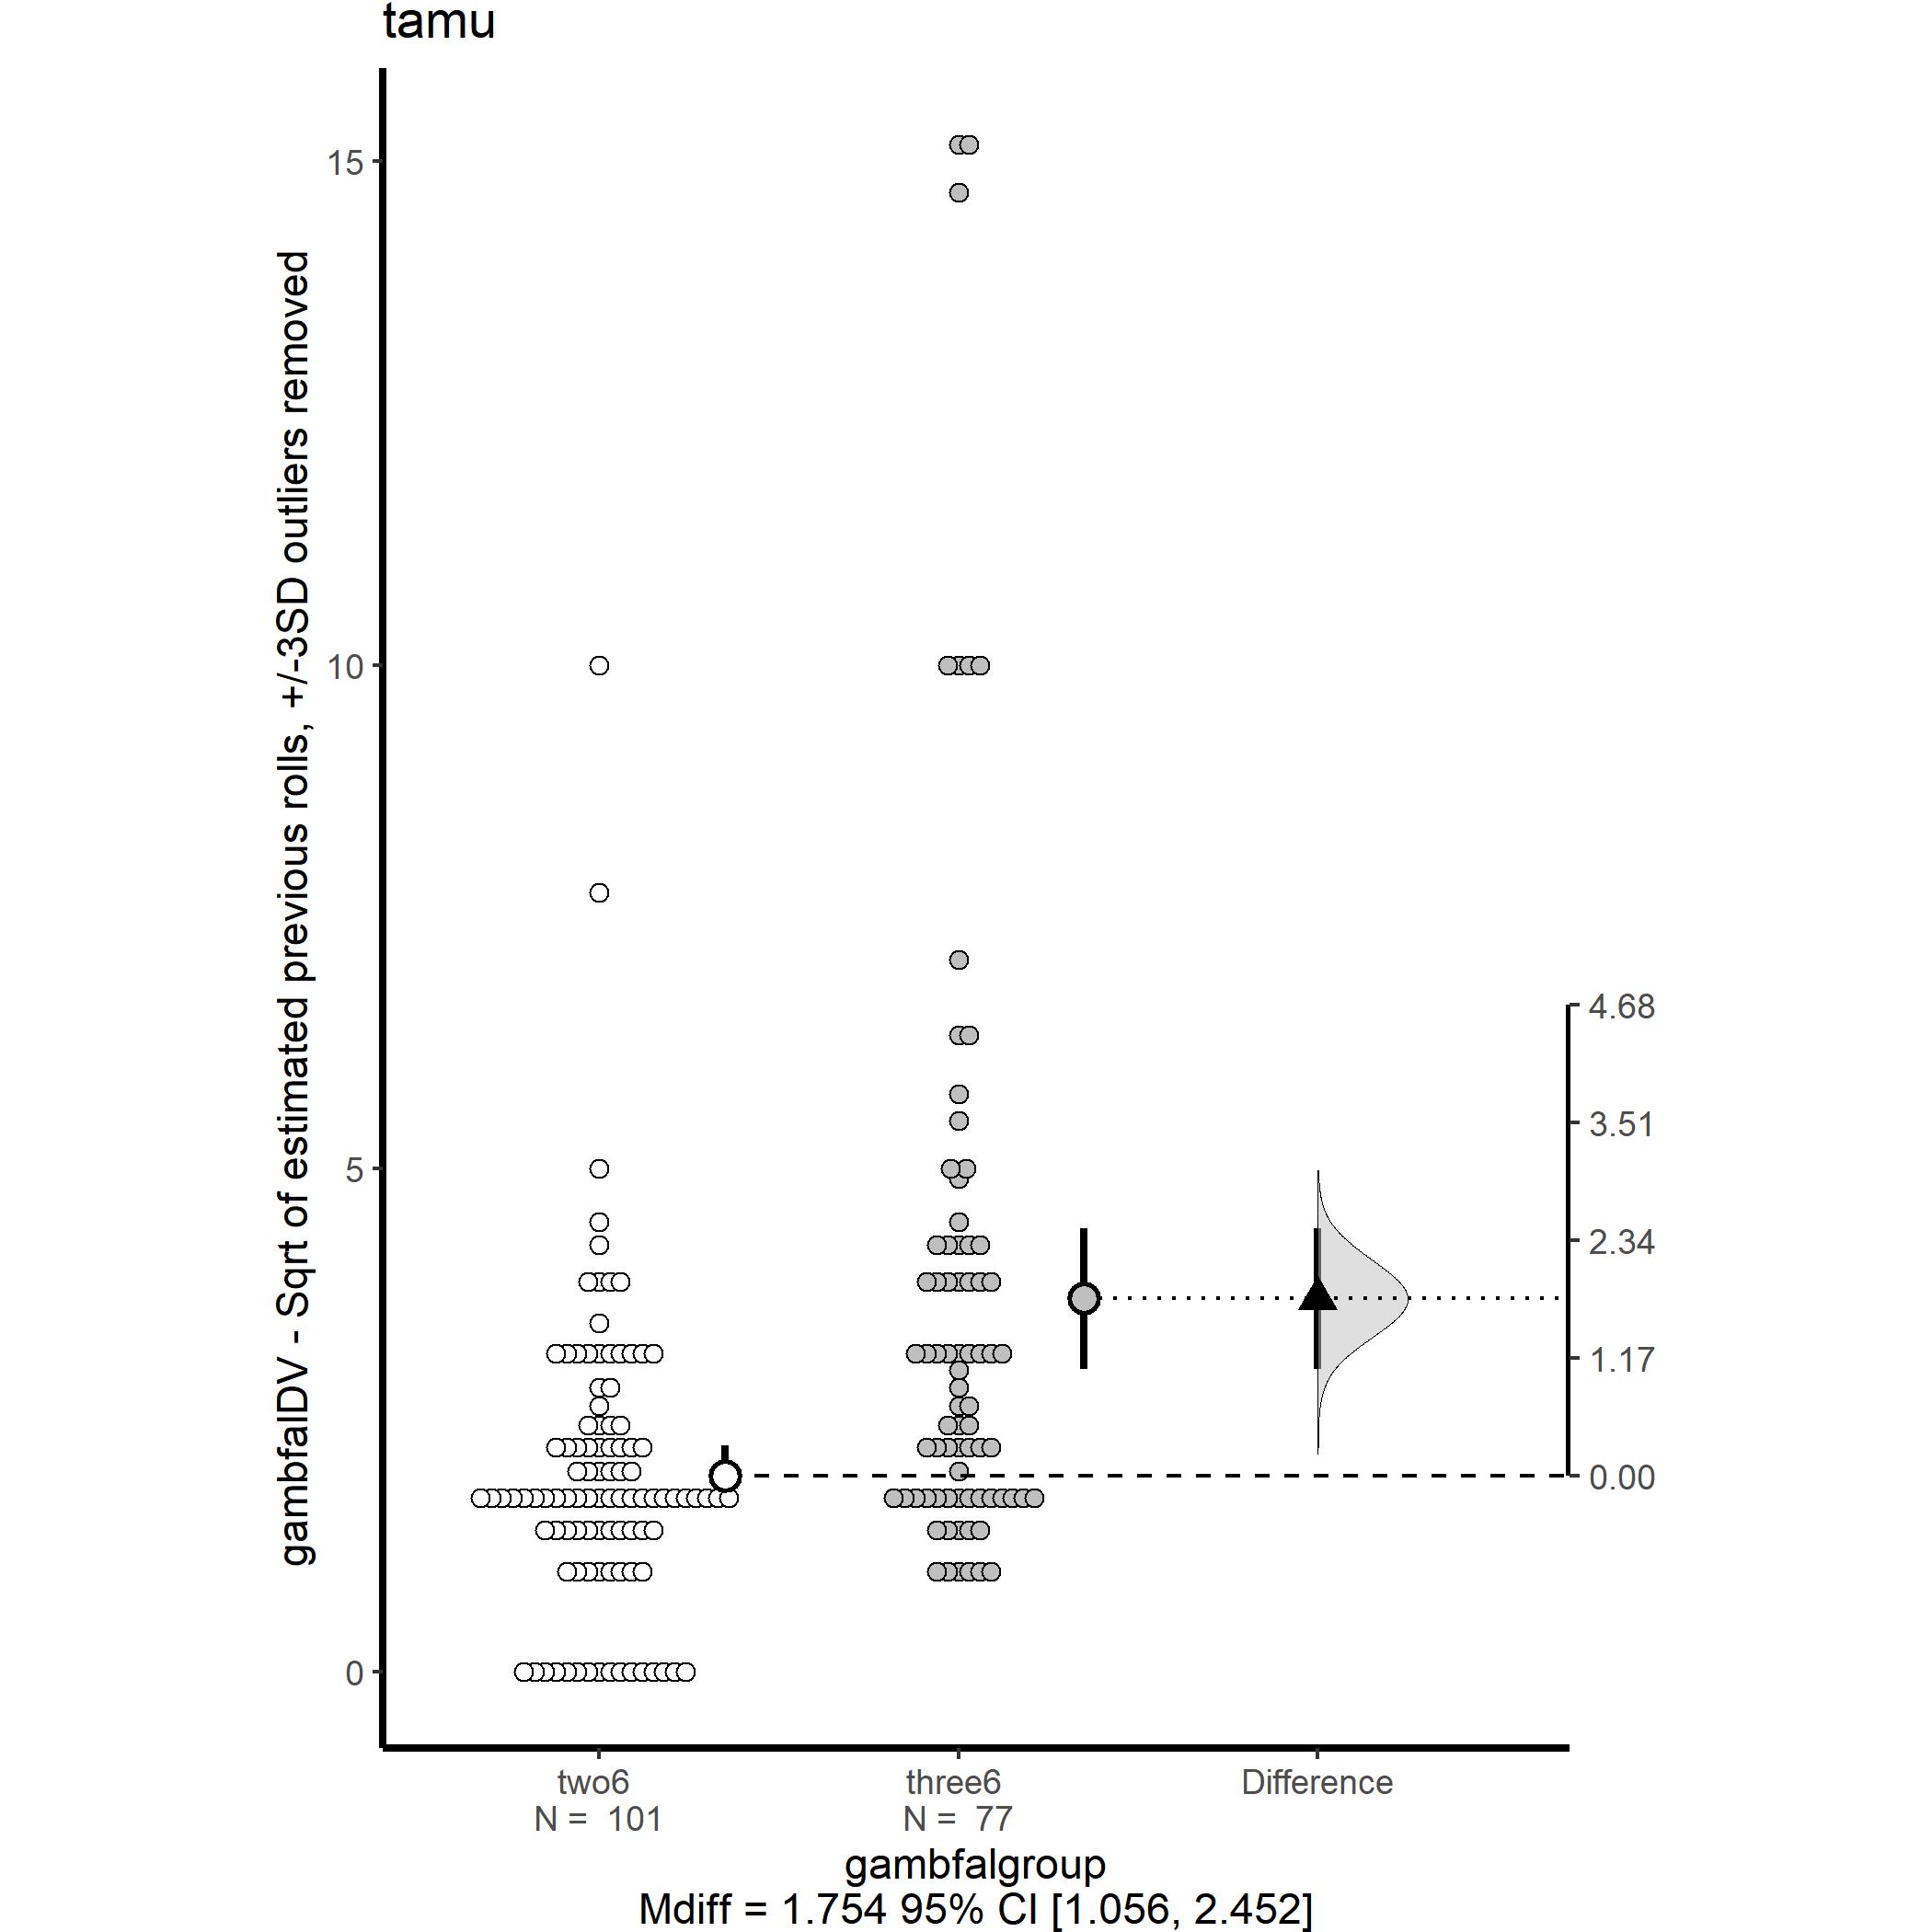 tamu
gambfalDV - Sqrt of estimated previous rolls, +/-3SD outliers removed
15
10
5
0
4.68
3.51
2.34
1.17
0.00
two6
N =  101
three6
N =  77
Difference
gambfalgroup
Mdiff = 1.754 95% CI [1.056, 2.452]